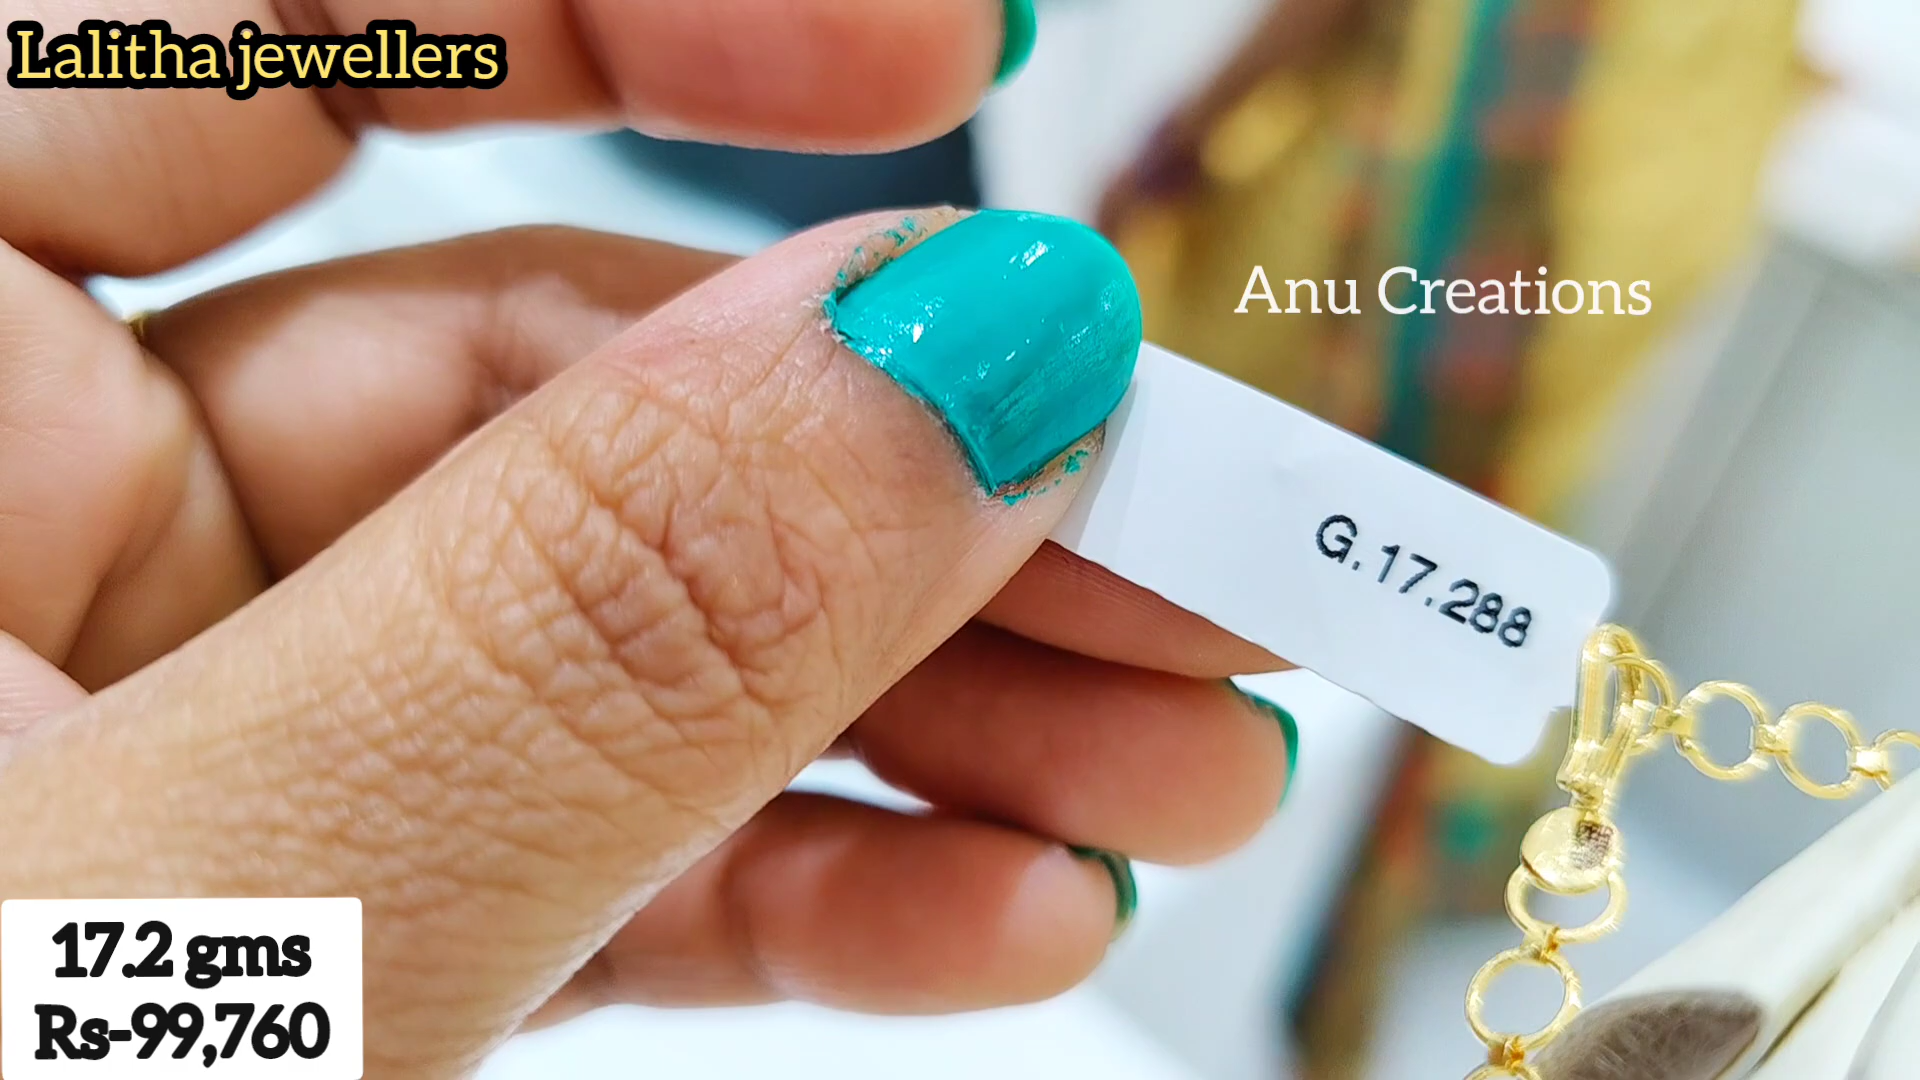 Lalitha jewellers
Anu Creations
G.17.288
17.2 gms
Rs-99,760